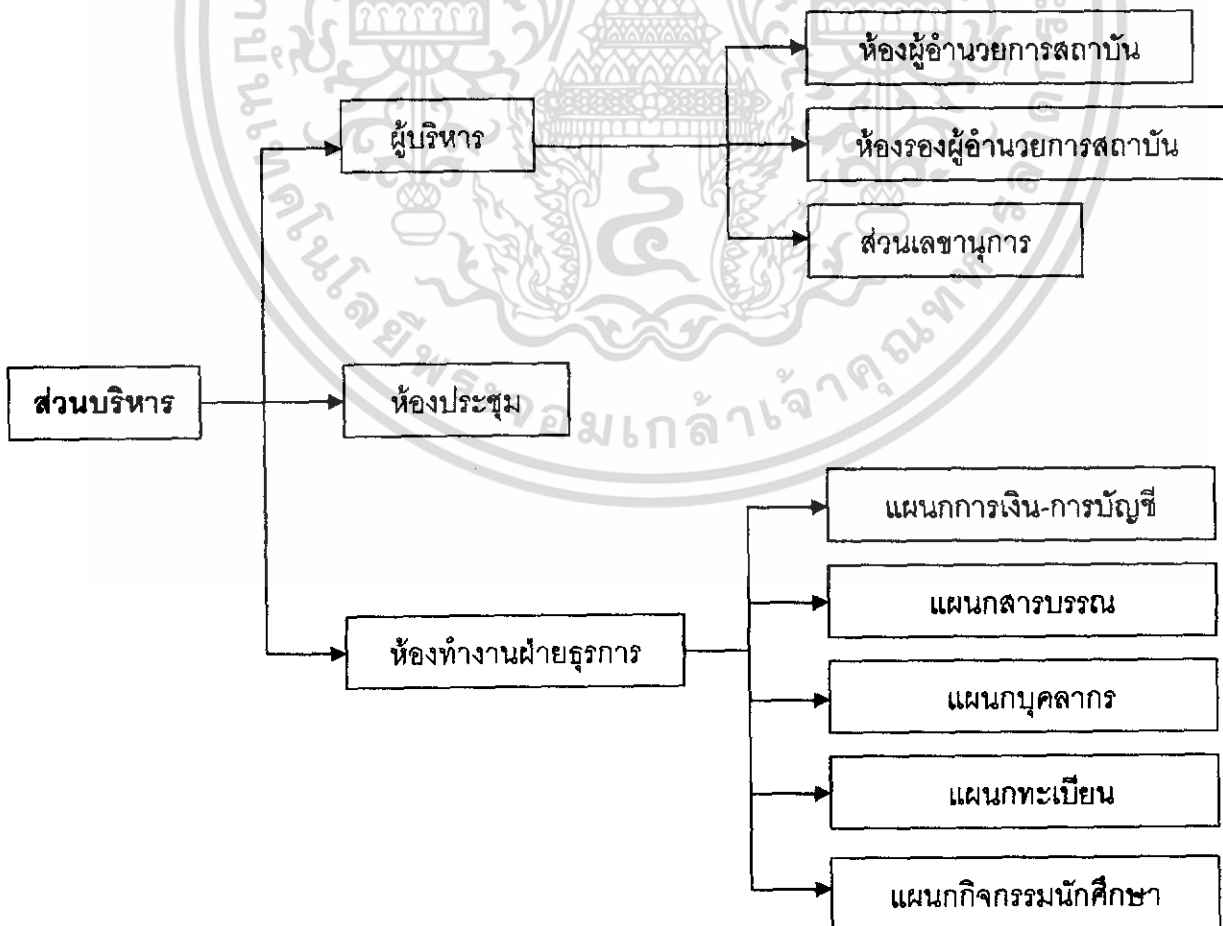 ห้องผู้อำนวยการสถาบัน
ผู้บริหาร
ห้องรองผู้อำนวยการสถาบัน
ส่วนเลขานุการ
ส่วนบริหาร
ห้องประชุม
แผนกการเงิน-การบัญชี
แผนกสารบรรณ
ห้องทำงานฝ่ายธุรการ
แผนกบุคลากร
แผนกทะเบียน
แผนกกิจกรรมนักศึกษา